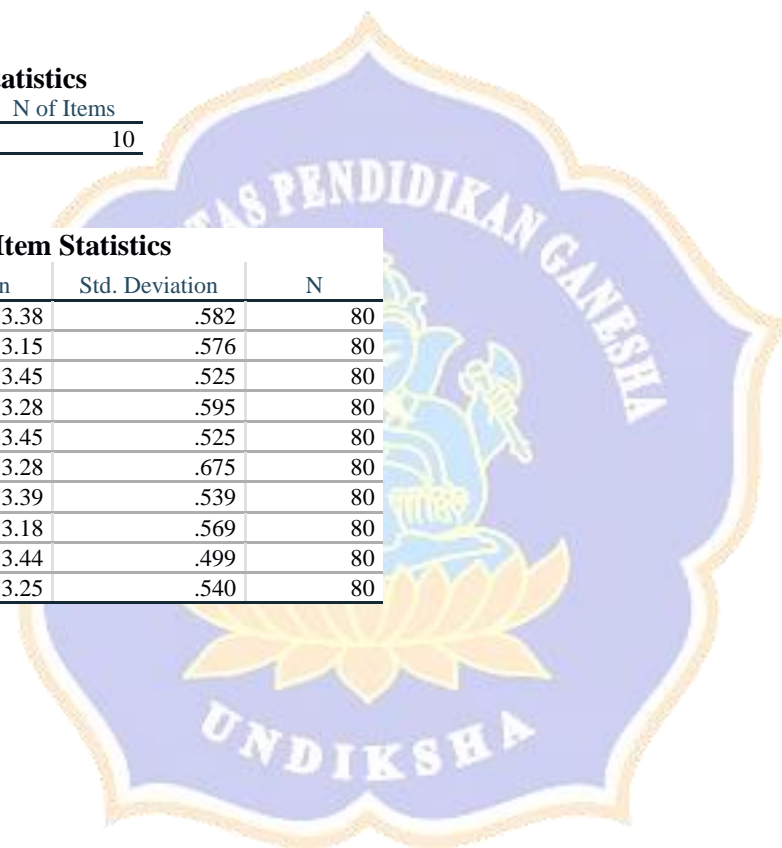 N of Items
10
Std. Deviation N
3.38 .582 80
3.15 .576 80
3.45 .525 80
3.28 .595 80
3.45 .525 80
3.28 .675 80
3.39 .539 80
3.18 .569 80
3.44 .499 80
3.25 .540 80
Item Statistics
PENDIDIKAN GANESHA
UNDIKSHA